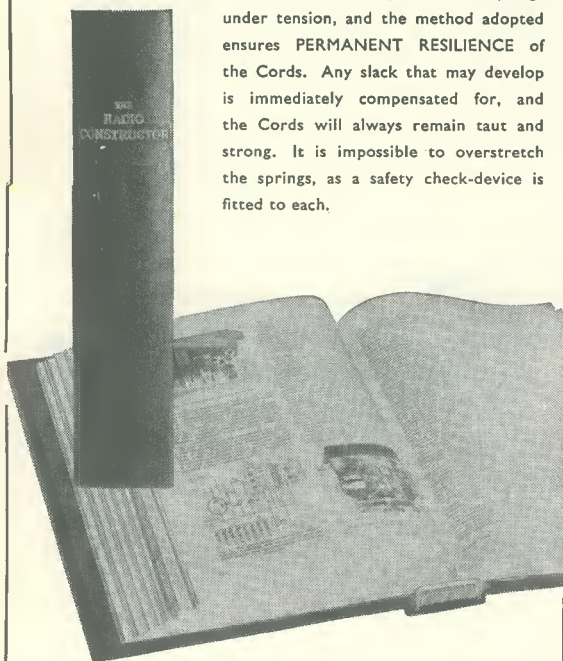 under tension, and the method adopted
ensures PERMANENT RESILIENCE of
the Cords. Any slack that may develop
is immediately compensated for, and
the Cords will always remain taut and
strong. It is impossible to overstretch
the springs, as a safety check-device is
fitted to each.
THE
RADIO
CONSTRUCTOR